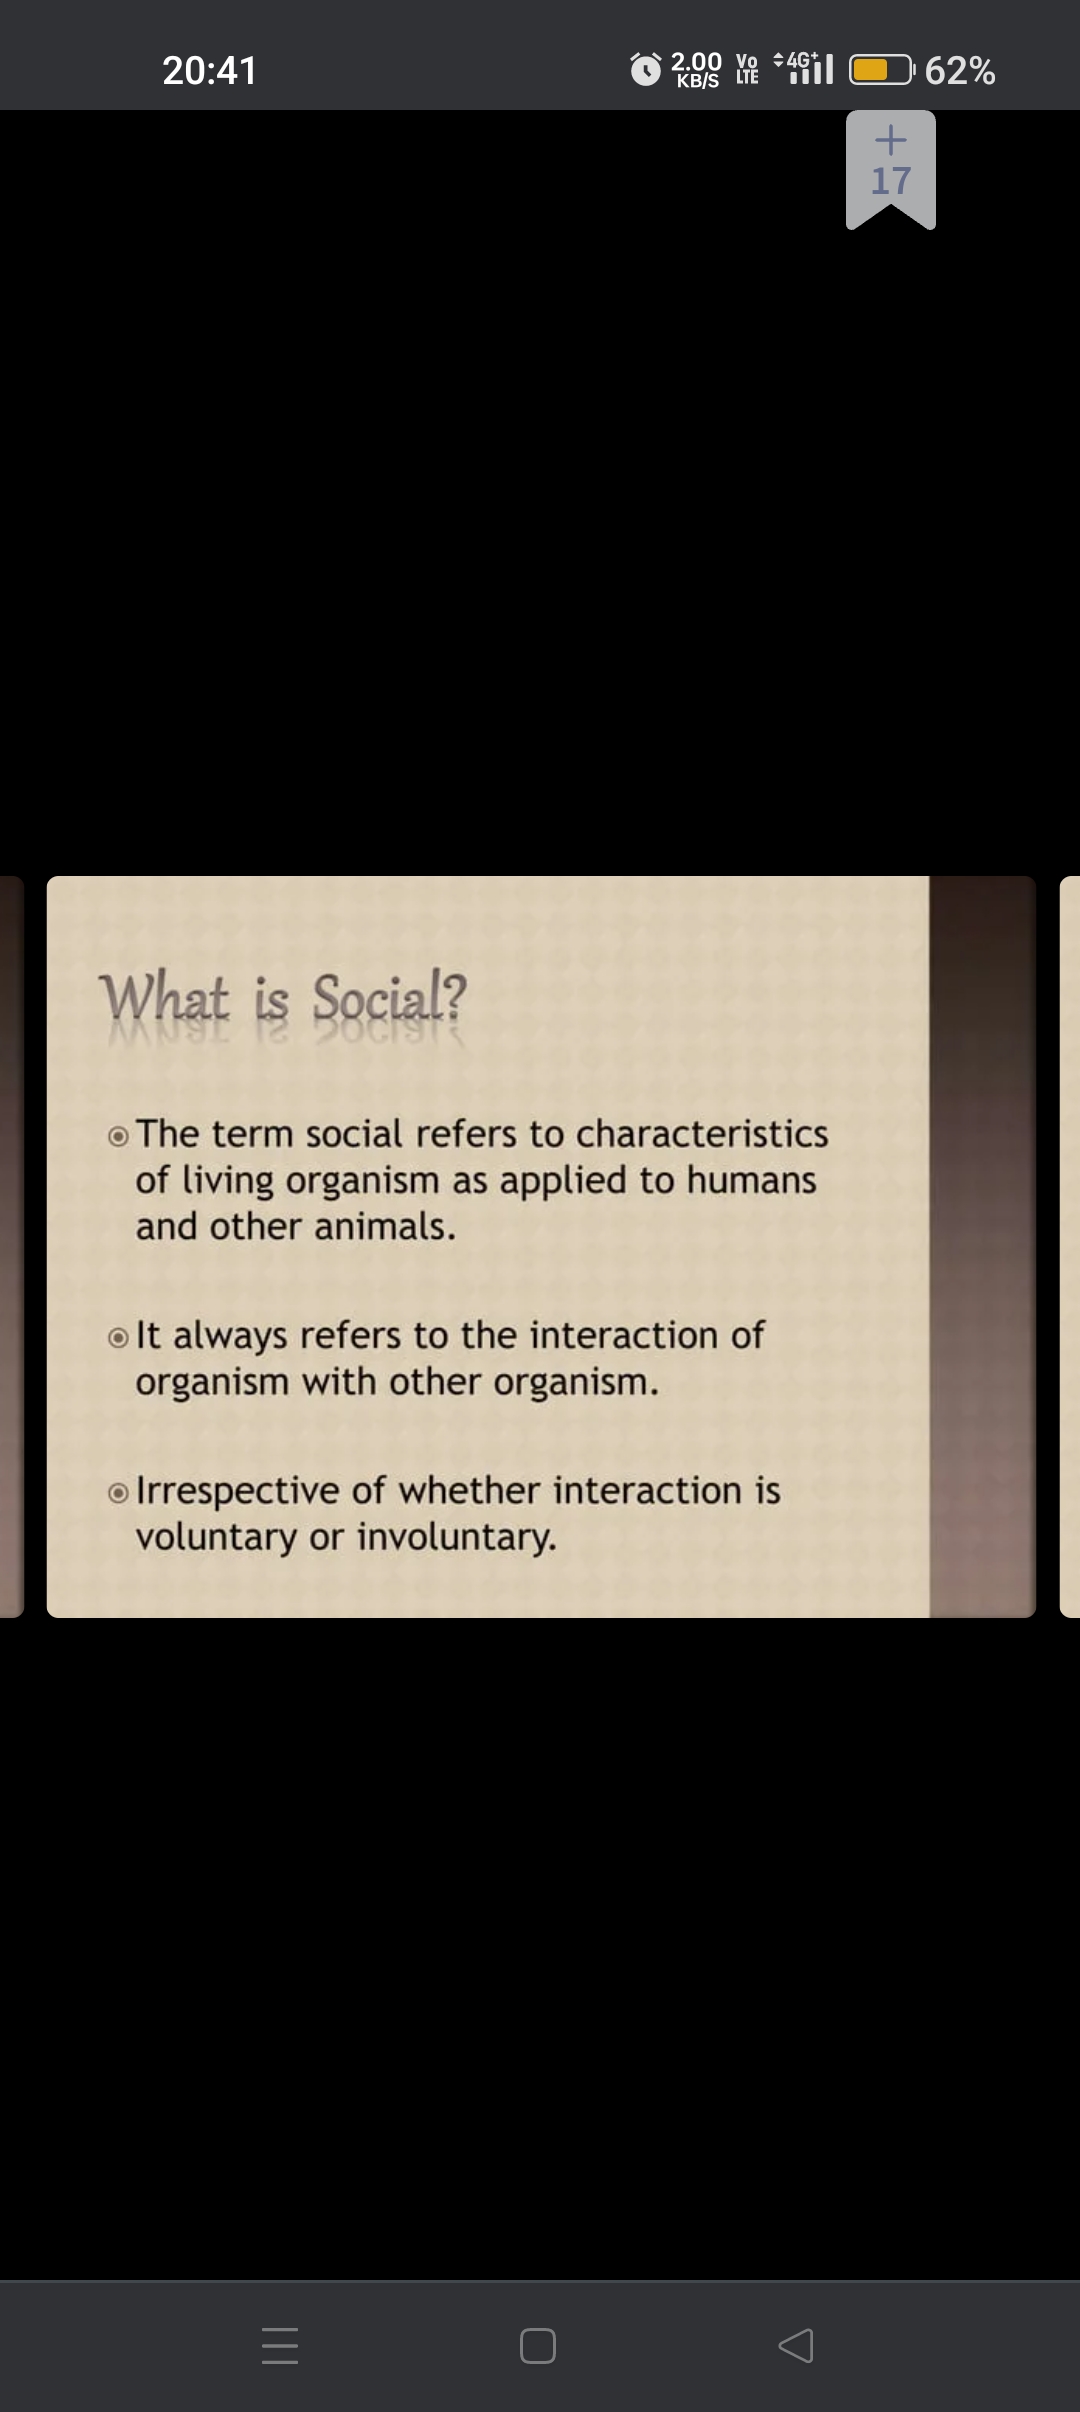 20:41
2.00
KB/S
Vo
LTE
4G+
62%
17
What is Social?
The term social refers to characteristics
of living organism as applied to humans
and other animals.
It always refers to the interaction of
organism with other organism.
Irrespective of whether interaction is
voluntary or involuntary.